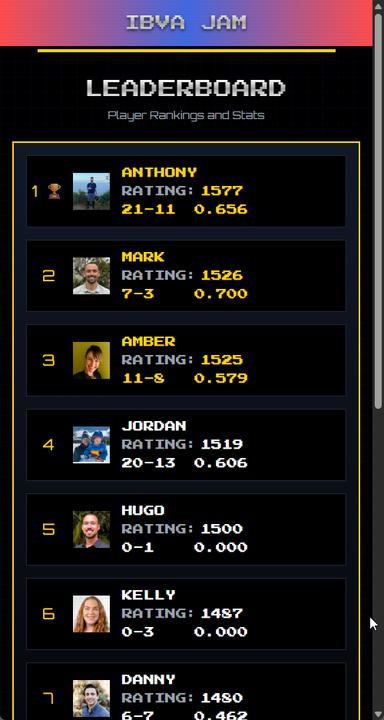 IBVA JAM
LEADERBOARD
Player Rankings and Stats
1 🏆
ANTHONY
RATING: 1577
21-11 0.656
2
MARK
RATING: 1526
7-3 0.700
3
AMBER
RATING: 1525
11-8 0.579
4
JORDAN
RATING: 1519
20-13 0.606
5
HUGO
RATING: 1500
0-1 0.000
6
KELLY
RATING: 1487
0-3 0.000
7
DANNY
RATING: 1480
6-7 0.462